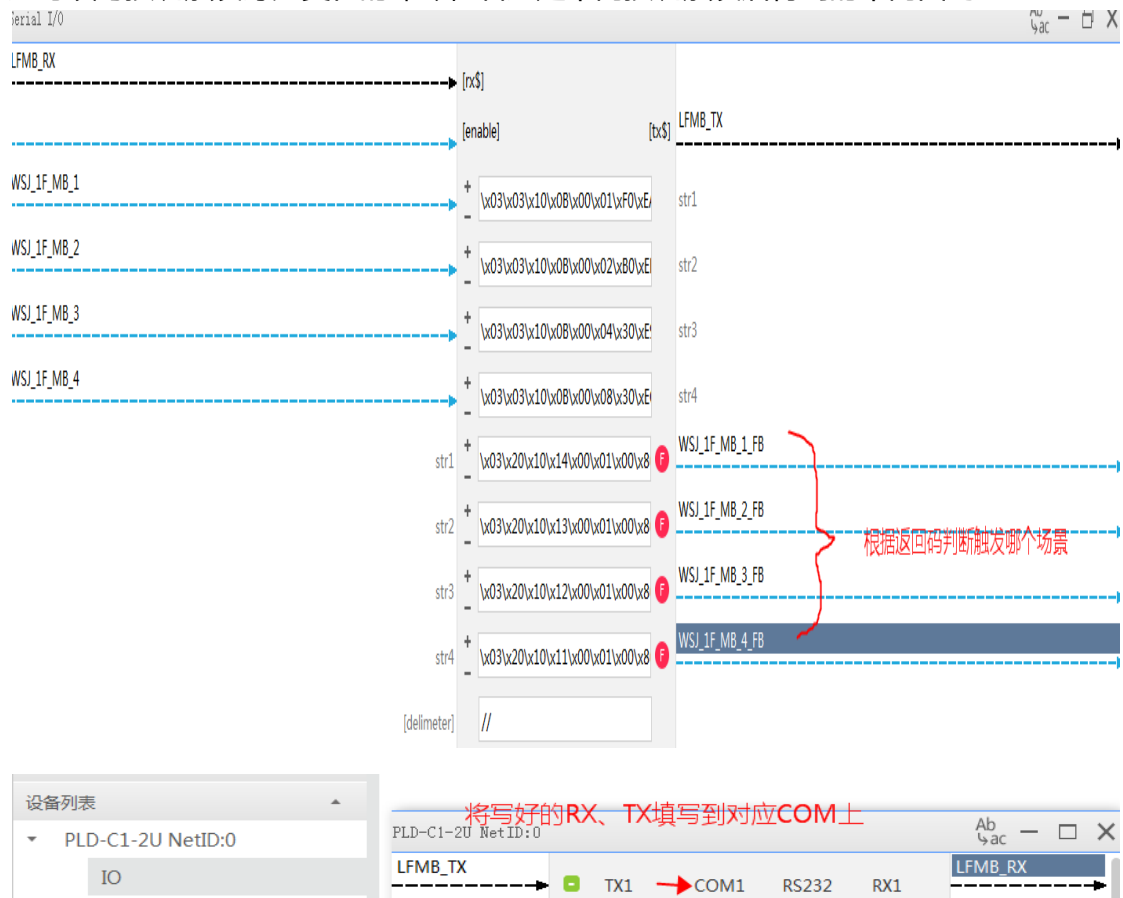 Serial I/O
Ab
ac
LFMB_RX
[rx$]
[enable]
[tx$]
LFMB_TX
WSJ_1F_MB_1
+
\x03\x03\x10\x0B\x00\x01\xF0\xE
-
str1
WSJ_1F_MB_2
+
\x03\x03\x10\x0B\x00\x02\xB0\xE
-
str2
WSJ_1F_MB_3
+
\x03\x03\x10\x0B\x00\x04\x30\xE
-
str3
WSJ_1F_MB_4
+
\x03\x03\x10\x0B\x00\x08\x30\xE
-
str4
str1
+
\x03\x20\x10\x14\x00\x01\x00\x8
-
F
WSJ_1F_MB_1_FB
str2
+
\x03\x20\x10\x13\x00\x01\x00\x8
-
F
WSJ_1F_MB_2_FB
根据返回码判断触发哪个场景
str3
+
\x03\x20\x10\x12\x00\x01\x00\x8
-
F
WSJ_1F_MB_3_FB
str4
+
\x03\x20\x10\x11\x00\x01\x00\x8
-
F
WSJ_1F_MB_4_FB
[delimeter]
//
设备列表
PLD-C1-2U NetID:0
IO
将写好的RX、TX填写到对应COM上
PLD-C1-2U NetID:0
Ab
ac
LFMB_TX
TX1
COM1
RS232
RX1
LFMB_RX